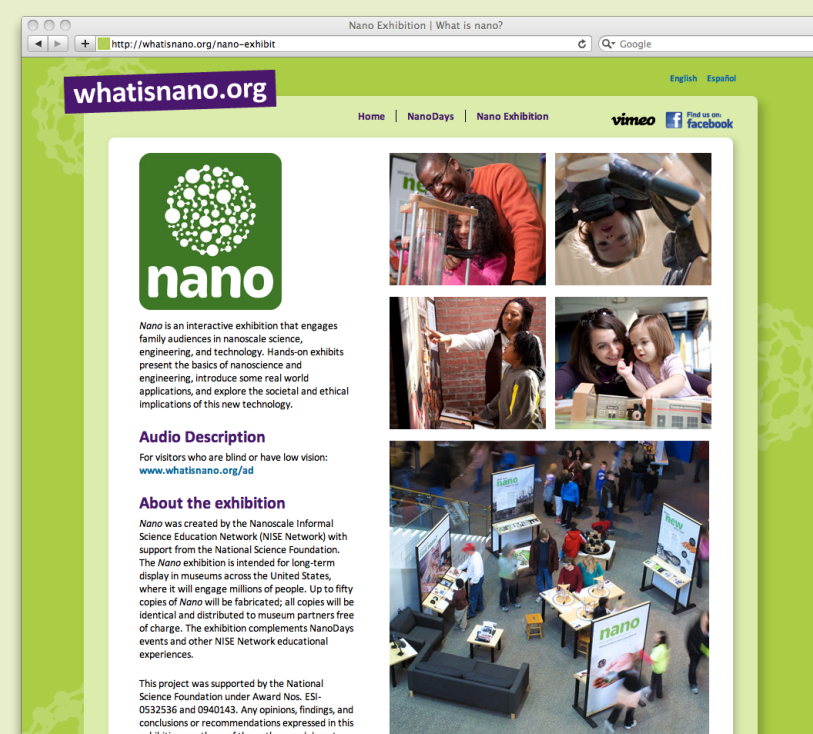 Nano Exhibition | What is nano?
http://whatisnano.org/nano-exhibit
Google
whatisnano.org
English Español
Home | NanoDays | Nano Exhibition
vimeo
Find us on:
facebook
nano
Nano is an interactive exhibition that engages
family audiences in nanoscale science,
engineering, and technology. Hands-on exhibits
present the basics of nanoscience and
engineering, introduce some real world
applications, and explore the societal and ethical
implications of this new technology.
Audio Description
For visitors who are blind or have low vision:
www.whatisnano.org/ad
About the exhibition
Nano was created by the Nanoscale Informal
Science Education Network (NISE Network) with
support from the National Science Foundation.
The Nano exhibition is intended for long-term
display in museums across the United States,
where it will engage millions of people. Up to fifty
copies of Nano will be fabricated; all copies will be
identical and distributed to museum partners free
of charge. The exhibition complements NanoDays
events and other NISE Network educational
experiences.
This project was supported by the National
Science Foundation under Award Nos. ESI-
0532536 and 0940143. Any opinions, findings, and
conclusions or recommendations expressed in this
nano
new
nano